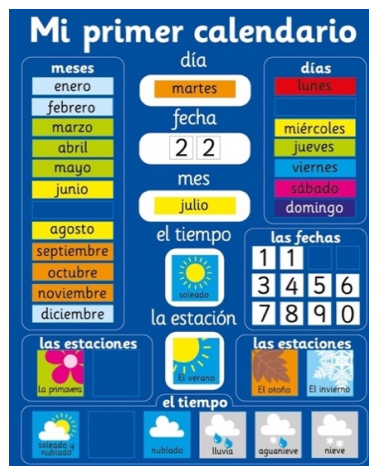 Mi primer calendario
meses
enero
febrero
marzo
abril
mayo
junio
agosto
septiembre
octubre
noviembre
diciembre
día
martes
fecha
2 2
mes
julio
el tiempo
soleado
la estación
El verano
días
lunes
miércoles
jueves
viernes
sábado
domingo
las fechas
1 1
3 4 5 6
7 8 9 0
las estaciones
La primavera
las estaciones
El otoño El invierno
el tiempo
soleado y
nublado
nublado lluvia aguanieve nieve